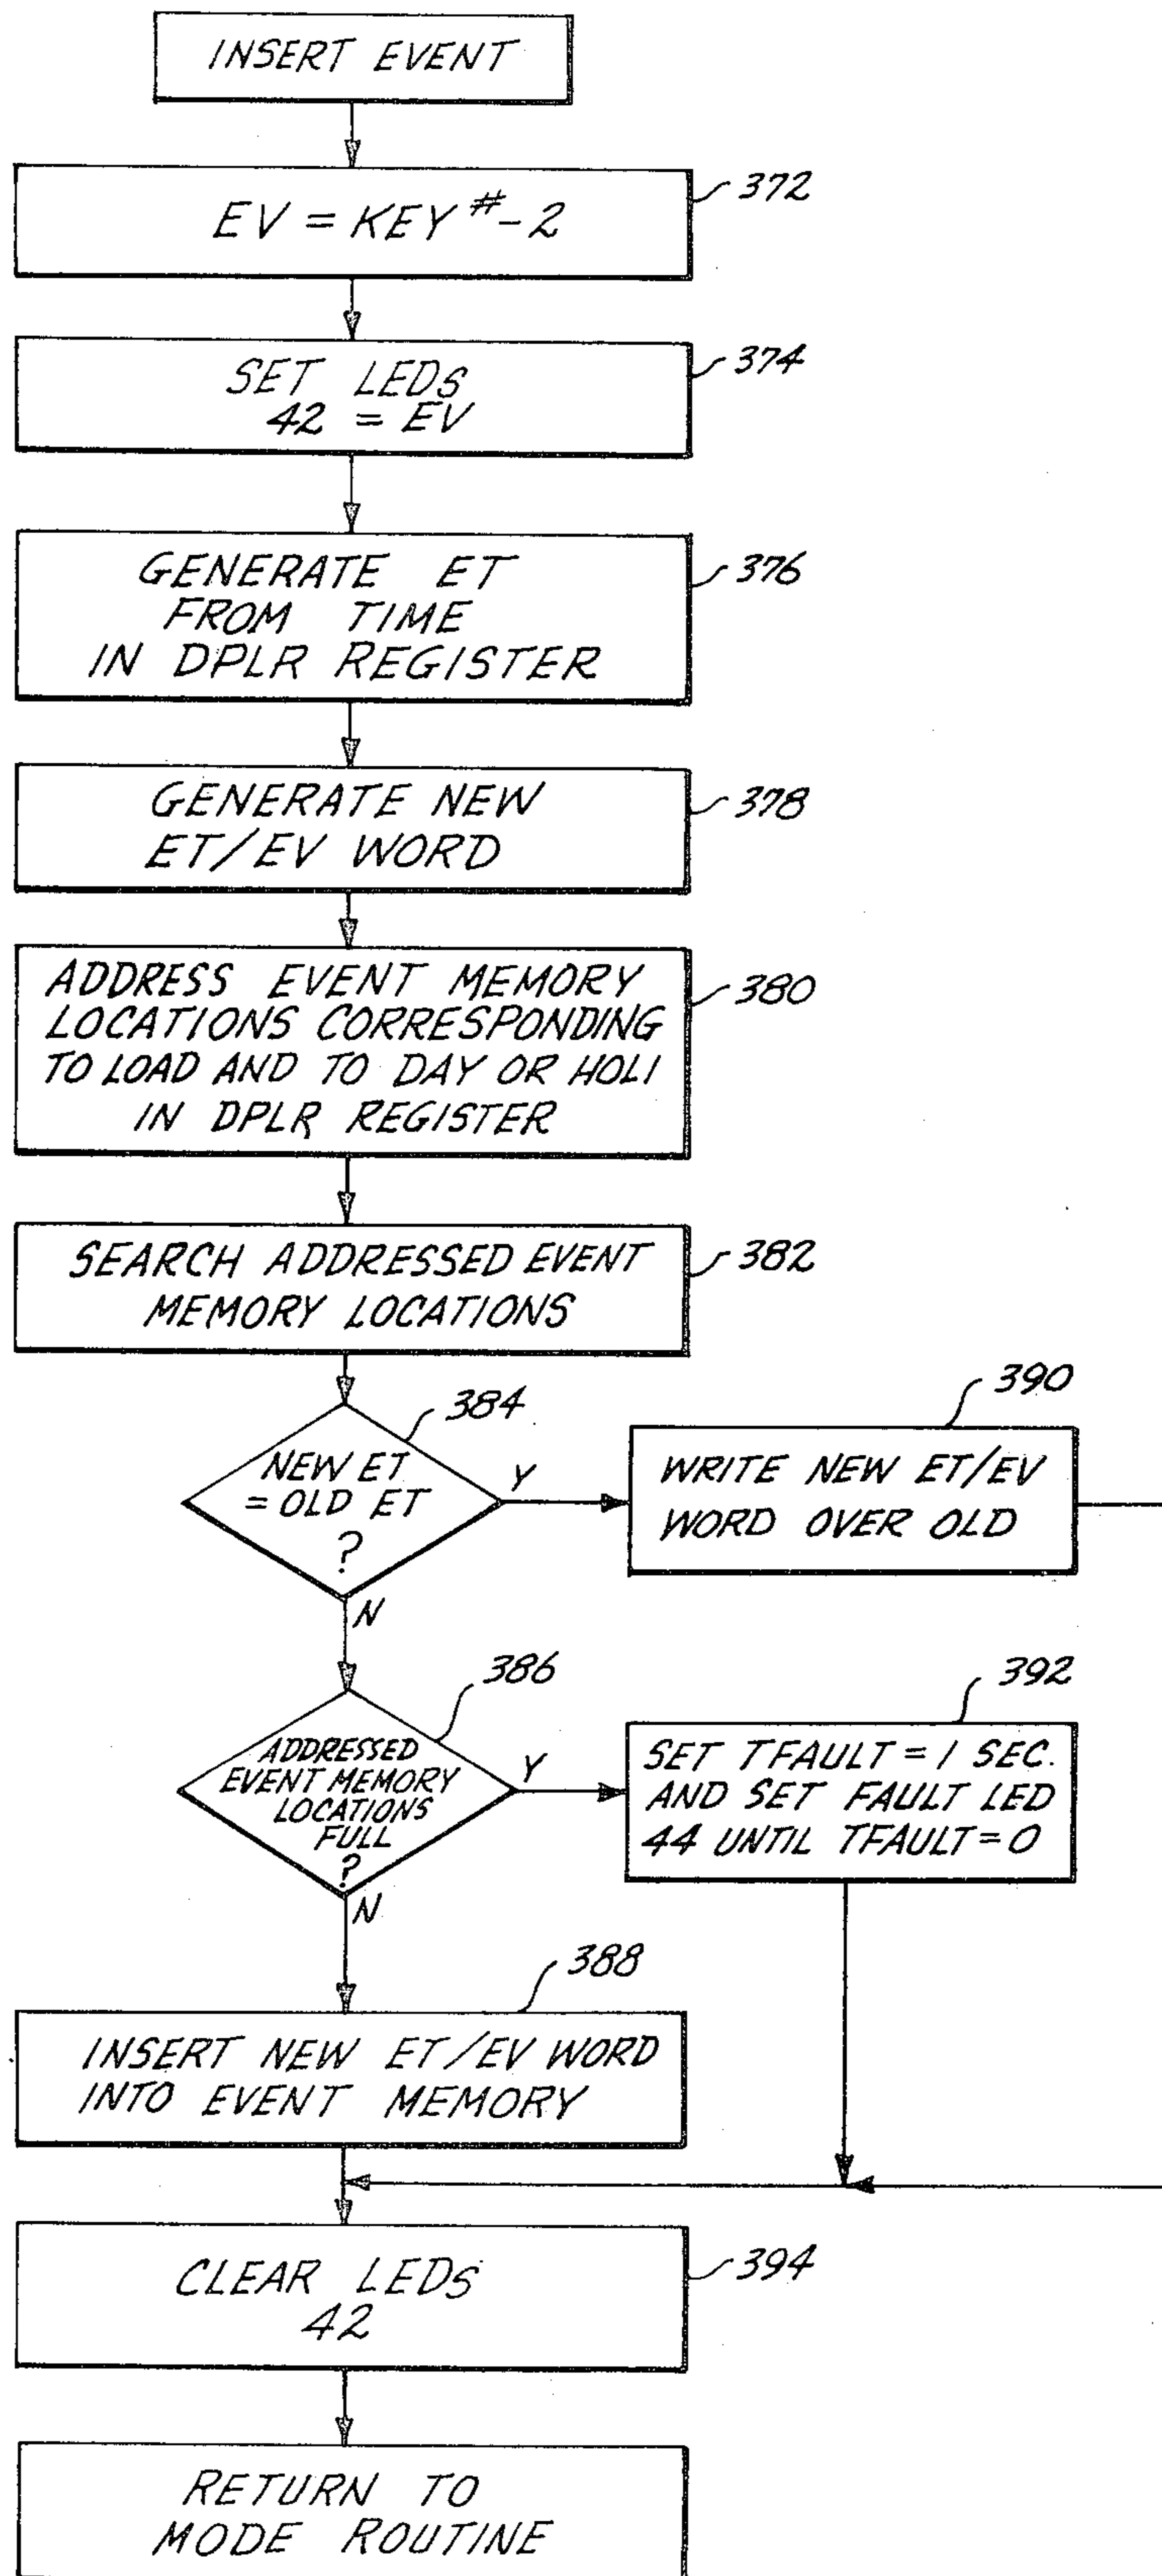 INSERT EVENT
EV = KEY #-2
372
SET LEDS
42 = EV
374
GENERATE ET
FROM TIME
IN DPLR REGISTER
376
GENERATE NEW
ET/EV WORD
378
ADDRESS EVENT MEMORY
LOCATIONS CORRESPONDING
TO LOAD AND TO DAY OR HOLI
IN DPLR REGISTER
380
SEARCH ADDRESSED EVENT
MEMORY LOCATIONS
382
384
NEW ET
= OLD ET
?
Y
N
390
WRITE NEW ET/EV
WORD OVER OLD
386
ADDRESSED
EVENT MEMORY
LOCATIONS
FULL
?
Y
N
392
SET TFAULT = 1 SEC.
AND SET FAULT LED
44 UNTIL TFAULT = 0
388
INSERT NEW ET/EV WORD
INTO EVENT MEMORY
CLEAR LEDS
42
394
RETURN TO
MODE ROUTINE